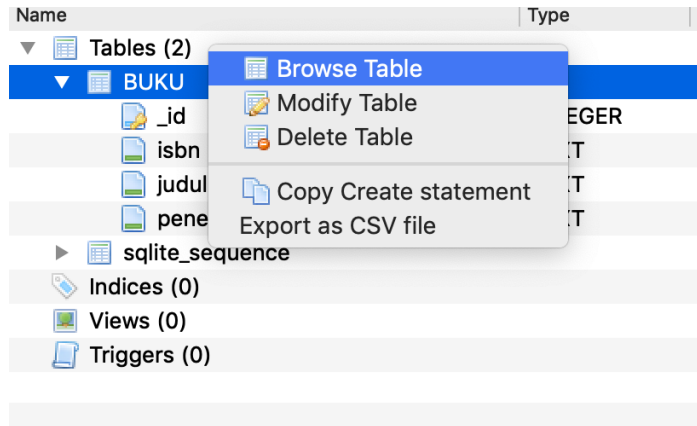 Name Type
Tables (2)
Browse Table
BUKU
Modify Table
_id
Delete Table
isbn
judul
Copy Create statement
Export as CSV file
sqlite_sequence
Indices (0)
Views (0)
Triggers (0)